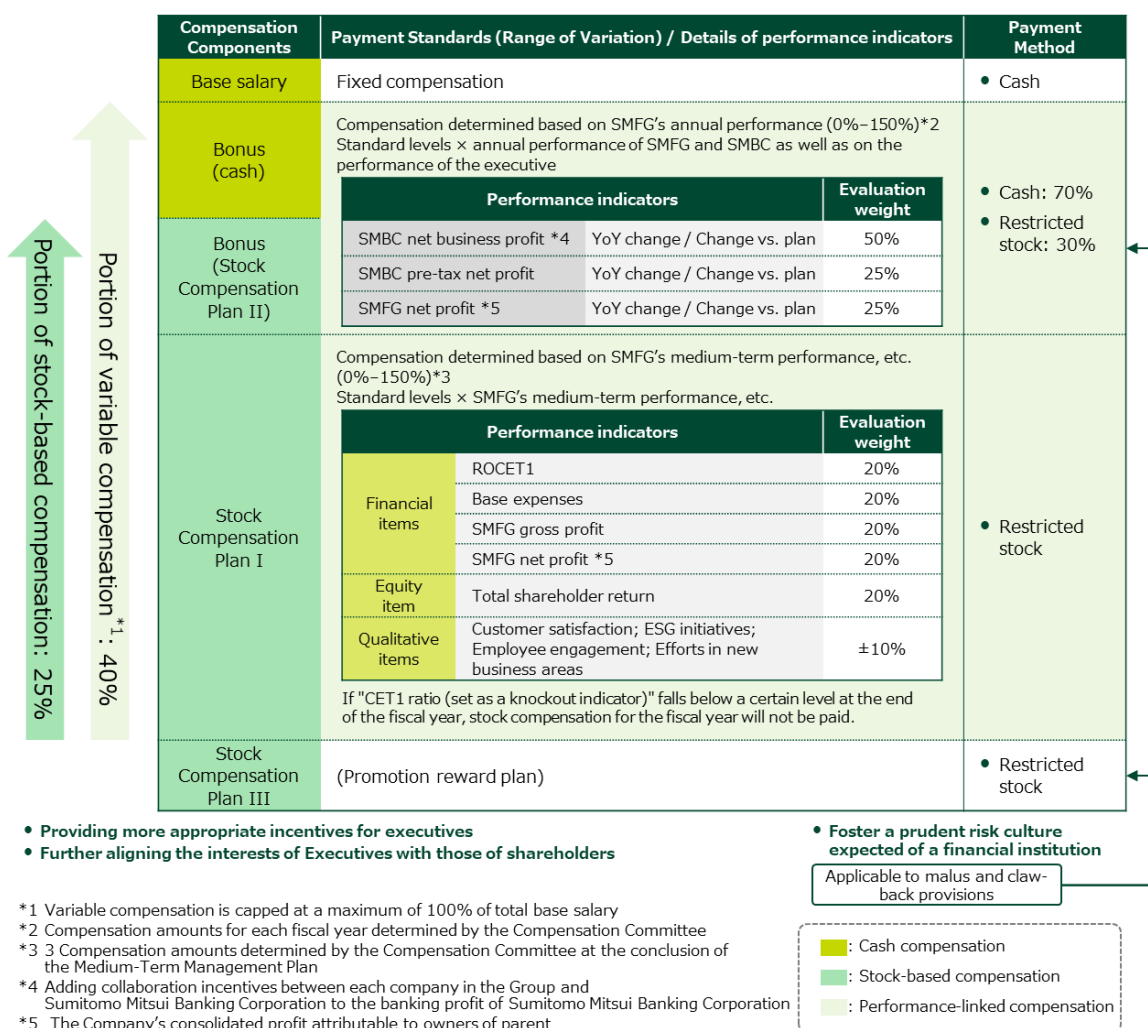 Compensation Components
Payment Standards (Range of Variation) / Details of performance indicators
Payment Method
Base salary
Fixed compensation
• Cash
Bonus
(cash)
Compensation determined based on SMFG's annual performance (0%–150%)*2
Standard levels × annual performance of SMFG and SMBC as well as on the
performance of the executive
Performance indicators
Evaluation weight
Bonus
(Stock
Compensation
Plan II)
SMBC net business profit *4 YoY change / Change vs. plan 50%
SMBC pre-tax net profit YoY change / Change vs. plan 25%
SMFG net profit *5 YoY change / Change vs. plan 25%
• Cash: 70%
• Restricted
stock: 30%
Stock
Compensation
Plan I
Compensation determined based on SMFG's medium-term performance, etc.
(0%–150%)*3
Standard levels × SMFG's medium-term performance, etc.
Performance indicators
Evaluation weight
Financial
items
ROCET1 20%
Base expenses 20%
SMFG gross profit 20%
SMFG net profit *5 20%
Equity
item
Total shareholder return 20%
Qualitative
items
Customer satisfaction; ESG initiatives;
Employee engagement; Efforts in new
business areas
±10%
If "CET1 ratio (set as a knockout indicator)" falls below a certain level at the end
of the fiscal year, stock compensation for the fiscal year will not be paid.
• Restricted
stock
Stock
Compensation
Plan III
(Promotion reward plan)
• Restricted
stock
Portion of stock-based compensation: 25%
Portion of variable compensation*1: 40%
• Providing more appropriate incentives for executives
• Further aligning the interests of Executives with those of shareholders
• Foster a prudent risk culture
expected of a financial institution
Applicable to malus and claw-
back provisions
*1 Variable compensation is capped at a maximum of 100% of total base salary
*2 Compensation amounts for each fiscal year determined by the Compensation Committee
*3 3 Compensation amounts determined by the Compensation Committee at the conclusion of
the Medium-Term Management Plan
*4 Adding collaboration incentives between each company in the Group and
Sumitomo Mitsui Banking Corporation to the banking profit of Sumitomo Mitsui Banking Corporation
*5 The Company's consolidated profit attributable to owners of parent
: Cash compensation
: Stock-based compensation
: Performance-linked compensation